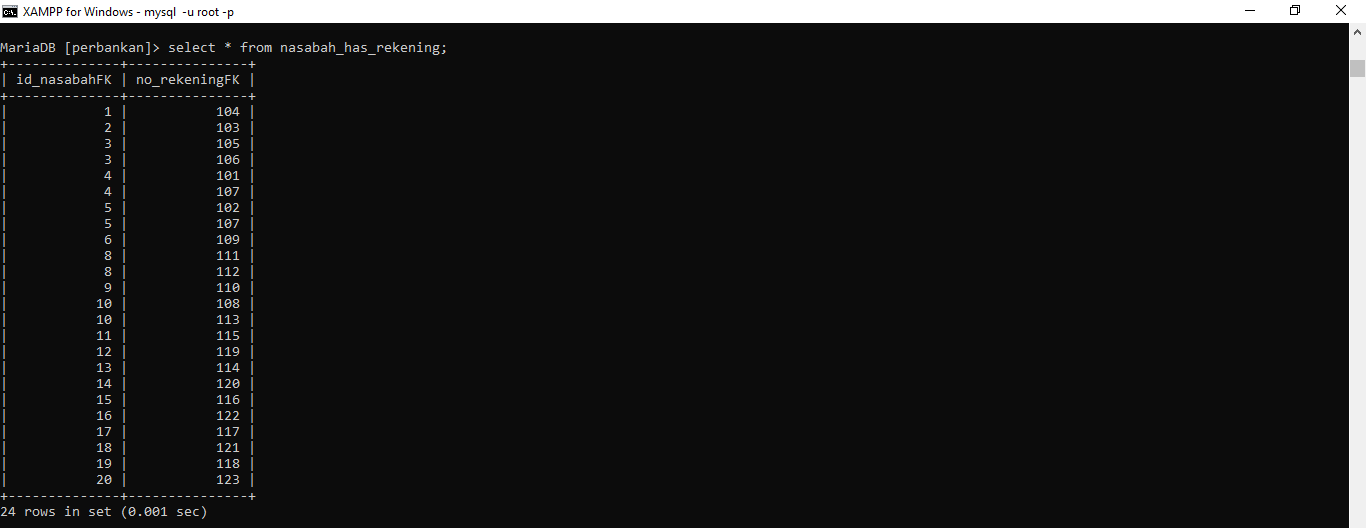 XAMPP for Windows - mysql  -u root -p
MariaDB [perbankan]> select * from nasabah_has_rekening;
+--------------+---------------+
| id_nasabahFK | no_rekeningFK |
+--------------+---------------+
|            1 |           104 |
|            2 |           103 |
|            3 |           105 |
|            3 |           106 |
|            4 |           101 |
|            4 |           107 |
|            5 |           102 |
|            5 |           107 |
|            6 |           109 |
|            8 |           111 |
|            8 |           112 |
|            9 |           110 |
|           10 |           108 |
|           10 |           113 |
|           11 |           115 |
|           12 |           119 |
|           13 |           114 |
|           14 |           120 |
|           15 |           116 |
|           16 |           122 |
|           17 |           117 |
|           18 |           121 |
|           19 |           118 |
|           20 |           123 |
+--------------+---------------+
24 rows in set (0.001 sec)